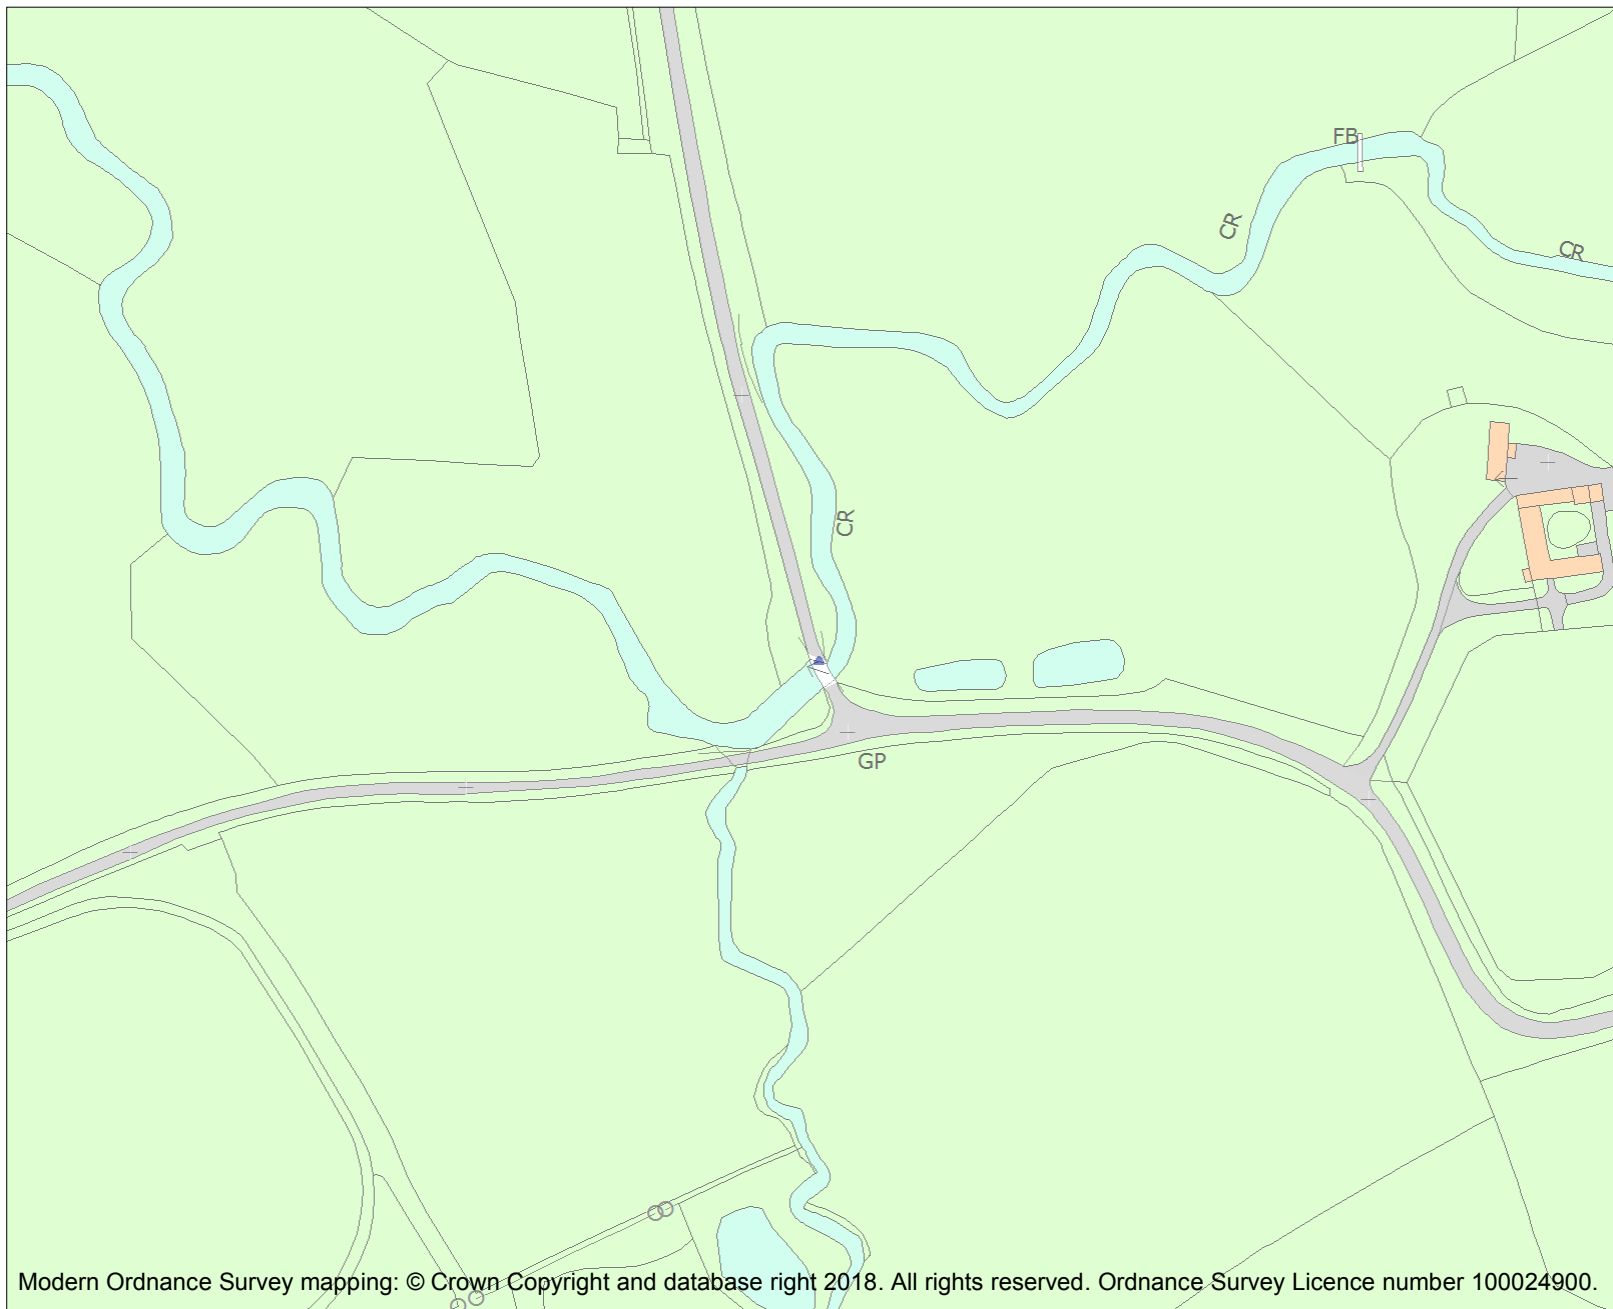 FB
CR
CR
CR
GP
Modern Ordnance Survey mapping: © Crown Copyright and database right 2018. All rights reserved. Ordnance Survey Licence number 100024900.